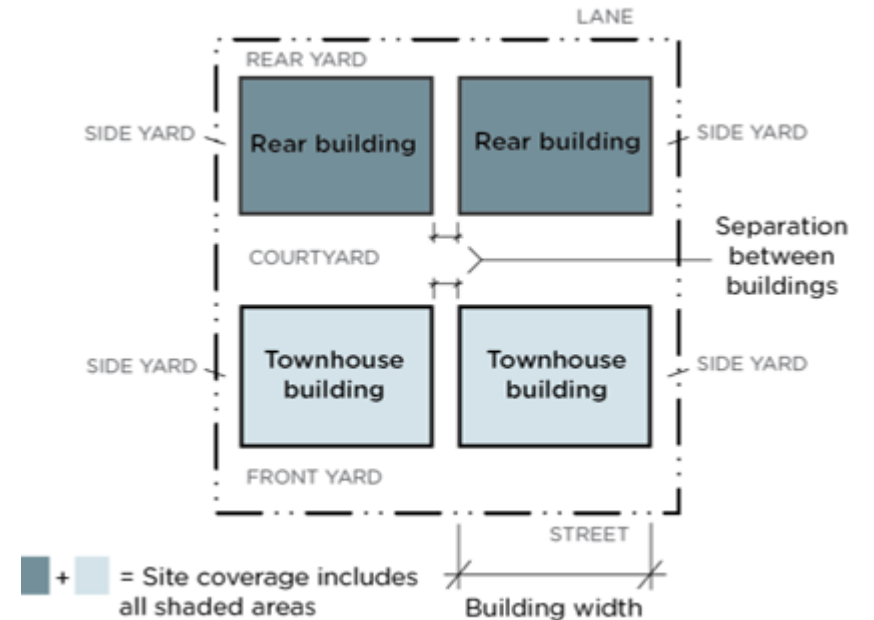 LANE
REAR YARD
SIDE YARD
Rear building
Rear building
SIDE YARD
Separation
between
buildings
COURTYARD
SIDE YARD
Townhouse
building
Townhouse
building
SIDE YARD
FRONT YARD
STREET
+ = Site coverage includes
all shaded areas
Building width